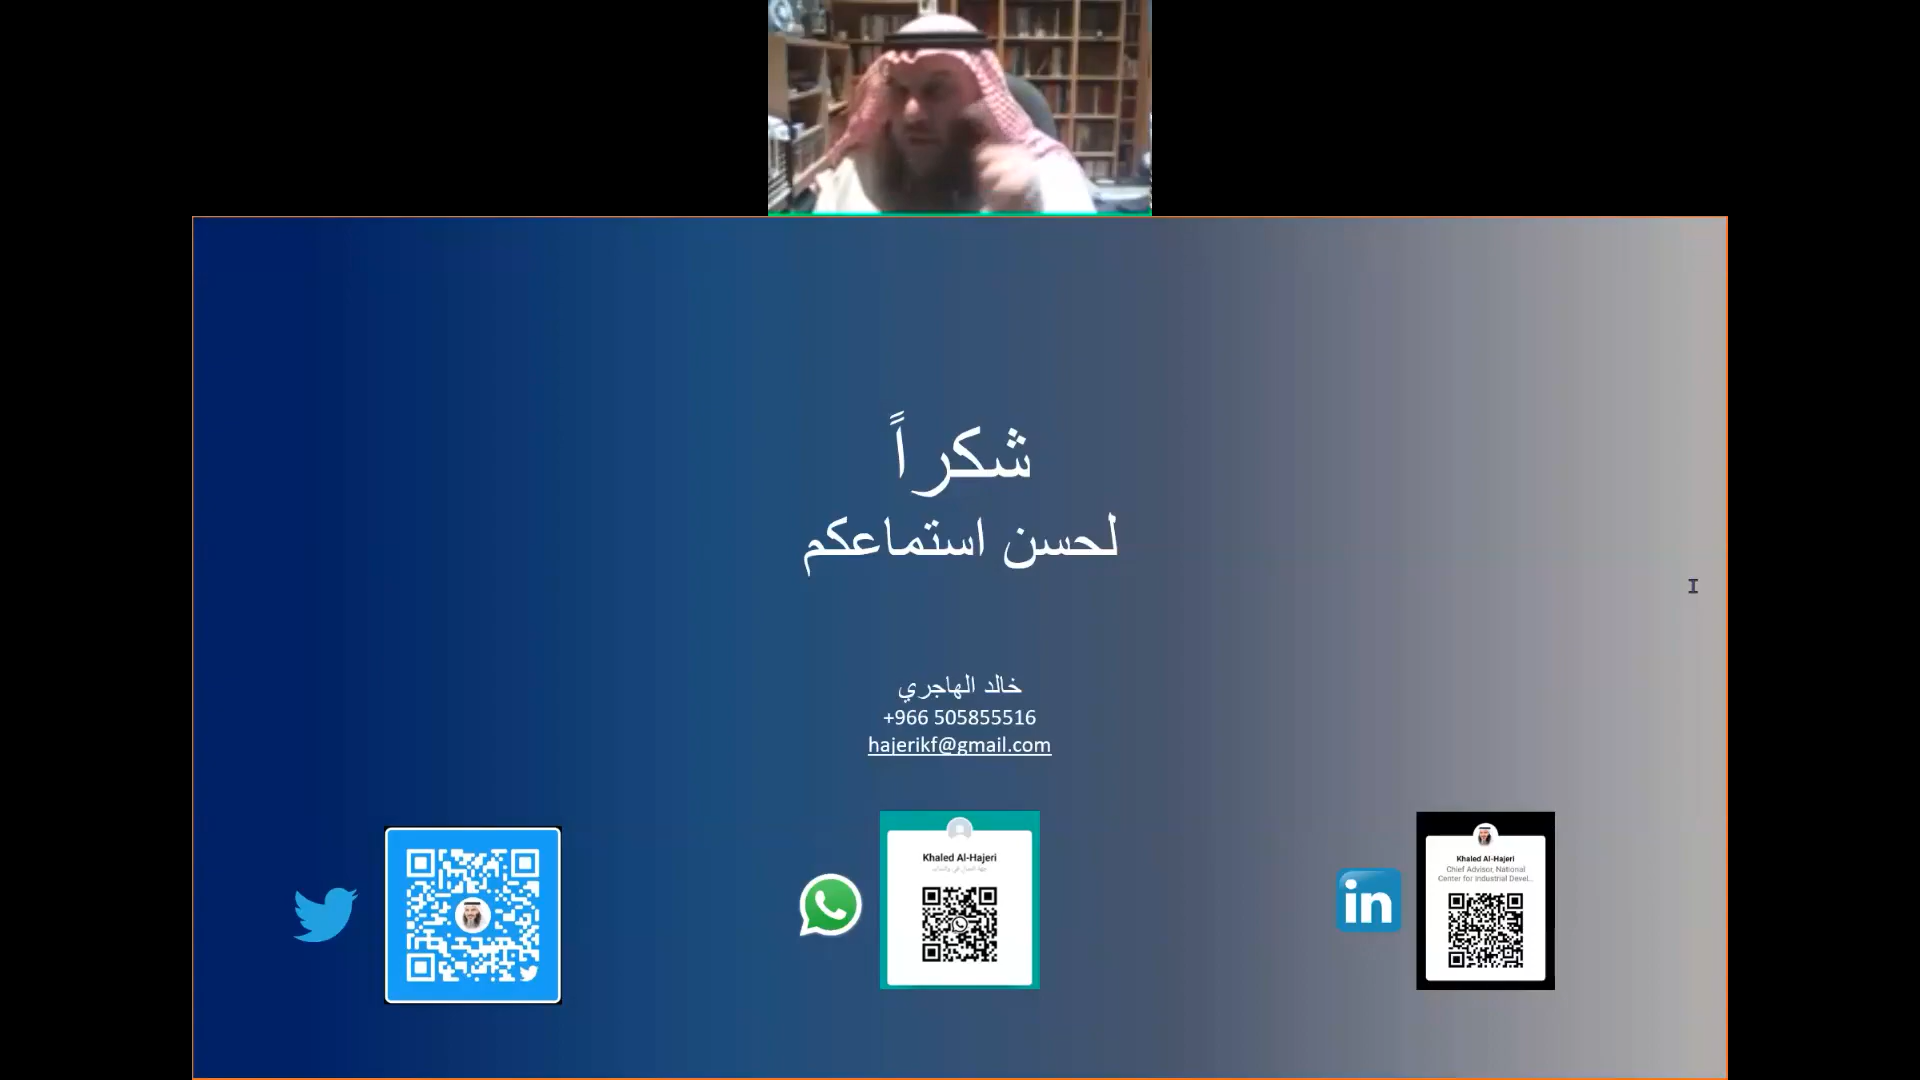 شكراً
لحسن استماعكم
خالد الهاجري
+966 505855516
hajerikf@gmail.com
Khaled Al-Hajeri
in
Khaled Al-Hajeri
Chief Advisor, National
Center for Industrial Devel...